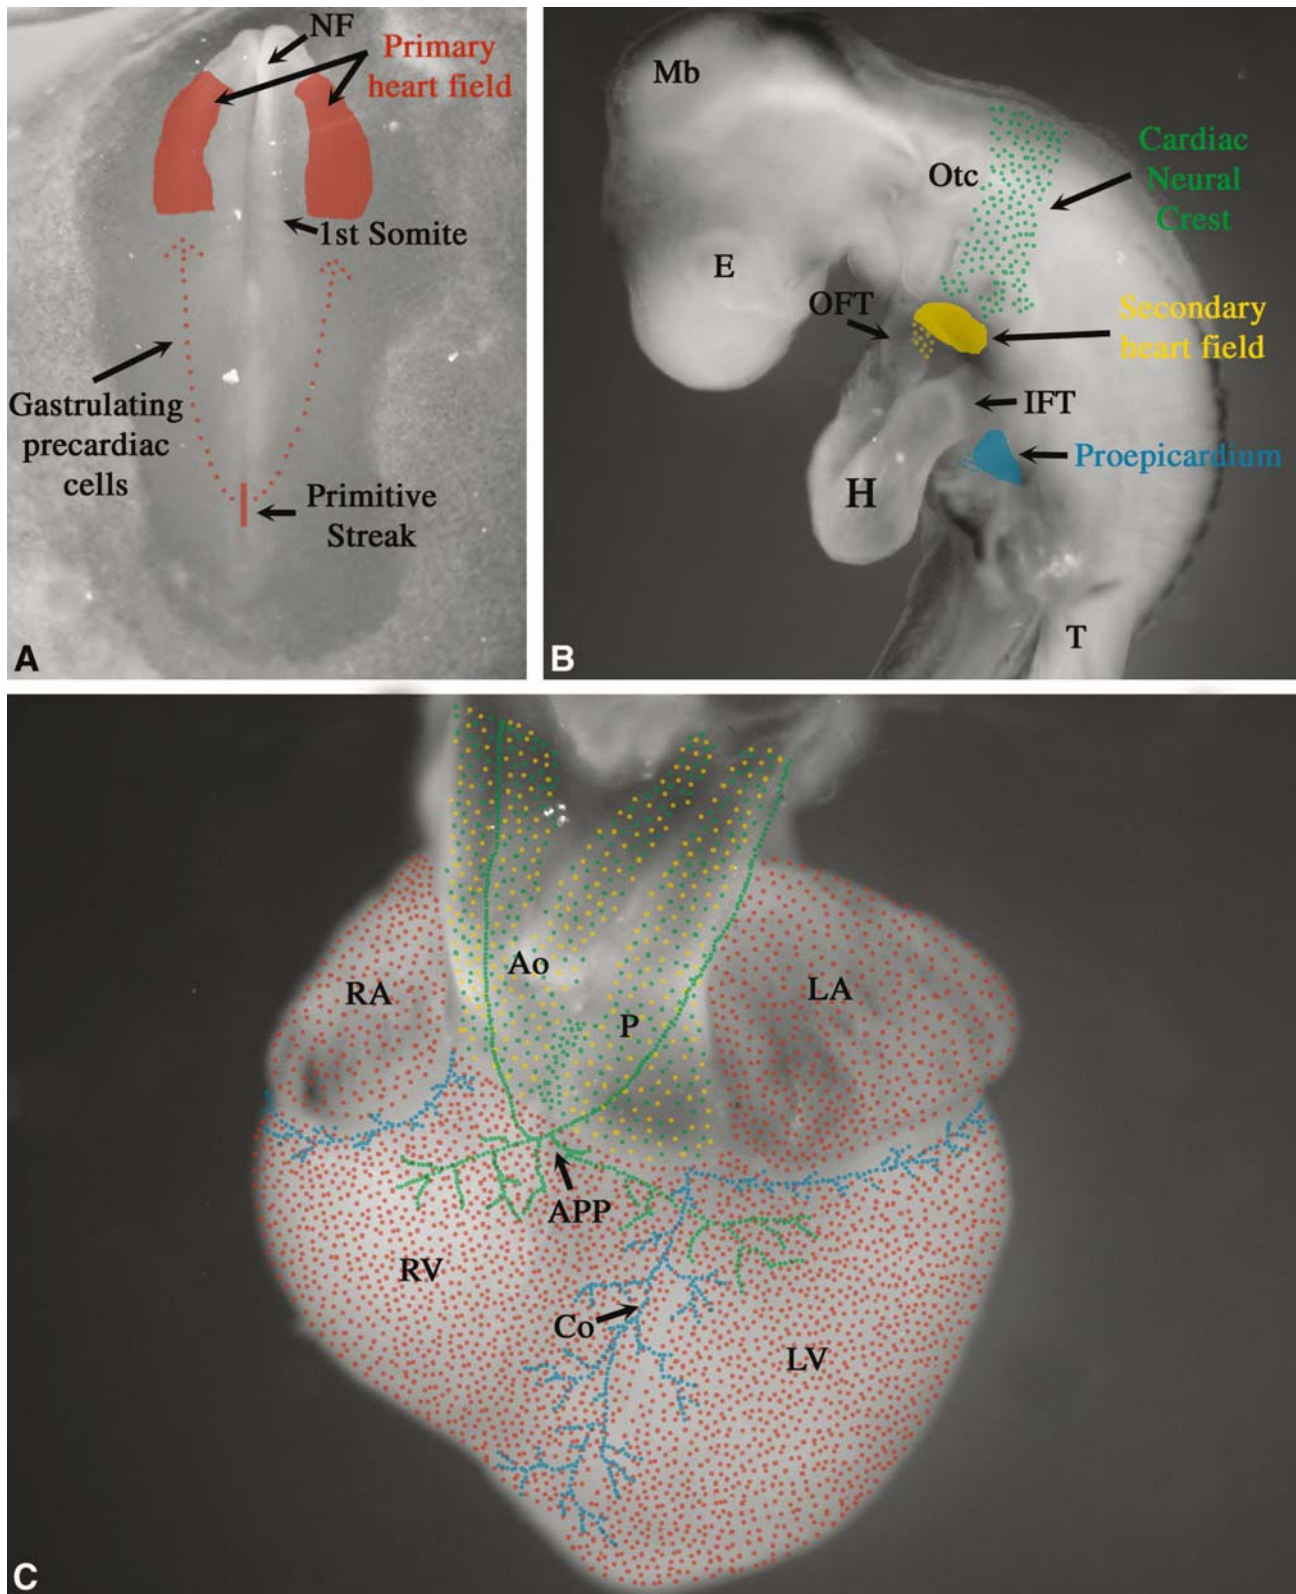 NF
Primary
heart field
1st Somite
Gastrulating
precardiac
cells
Primitive
Streak
A
Mb
Otc
Cardiac
Neural
Crest
E
OFT
Secondary
heart field
IFT
Proepicardium
H
T
B
Ao
RA
LA
P
APP
RV
Co
LV
C